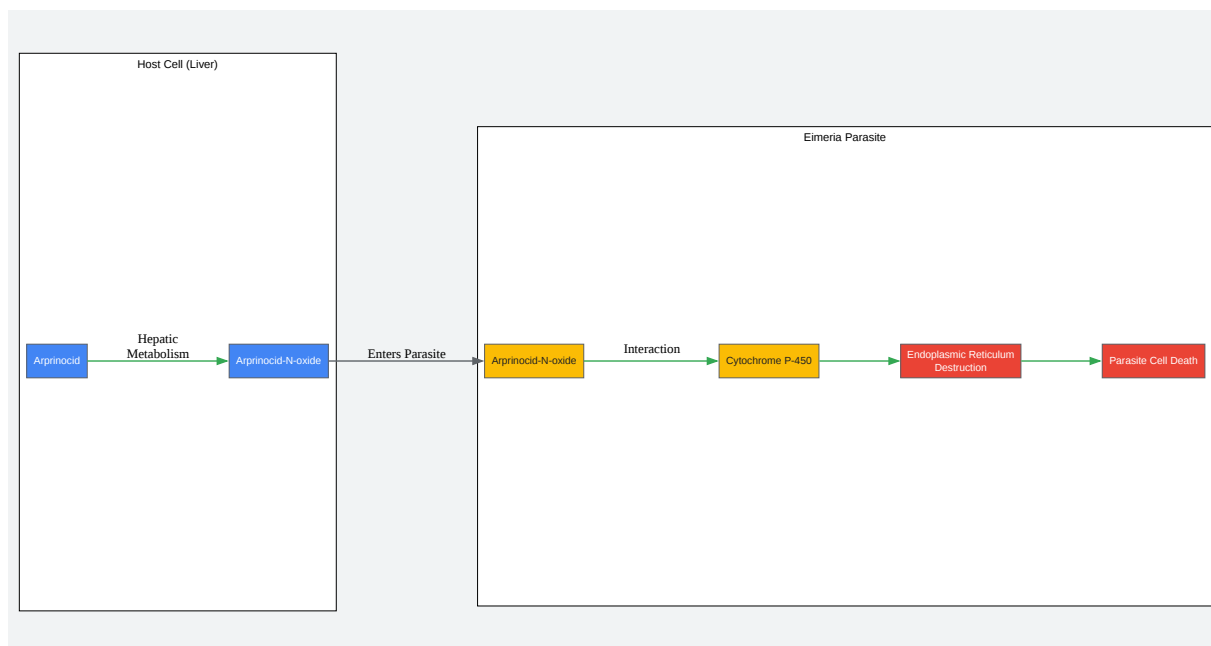 Host Cell (Liver)
Eimeria Parasite
Arprinocid
Hepatic
Metabolism
Arprinocid-N-oxide
Enters Parasite
Arprinocid-N-oxide
Interaction
Cytochrome P-450
Endoplasmic Reticulum
Destruction
Parasite Cell Death